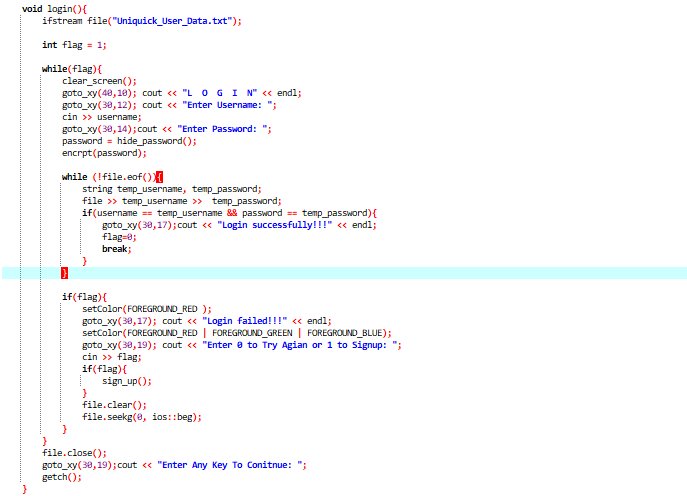 void login(){
ifstream file("Uniquick_User_Data.txt");
int flag = 1;
while(flag){
clear_screen();
goto_xy(40,10); cout << "L  O  G  I  N" << endl;
goto_xy(30,12); cout << "Enter Username: ";
cin >> username;
goto_xy(30,14);cout << "Enter Password: ";
password = hide_password();
encrpt(password);
while (!file.eof()){
string temp_username, temp_password;
file >> temp_username >>  temp_password;
if(username == temp_username && password == temp_password){
goto_xy(30,17);cout << "Login successfully!!!" << endl;
flag=0;
break;
}
}
if(flag){
setColor(FOREGROUND_RED );
goto_xy(30,17); cout << "Login failed!!!" << endl;
setColor(FOREGROUND_RED | FOREGROUND_GREEN | FOREGROUND_BLUE);
goto_xy(30,19); cout << "Enter 0 to Try Agian or 1 to Signup: ";
cin >> flag;
if(flag){
sign_up();
}
file.clear();
file.seekg(0, ios::beg);
}
}
file.close();
goto_xy(30,19);cout << "Enter Any Key To Conitnue: ";
getch();
}